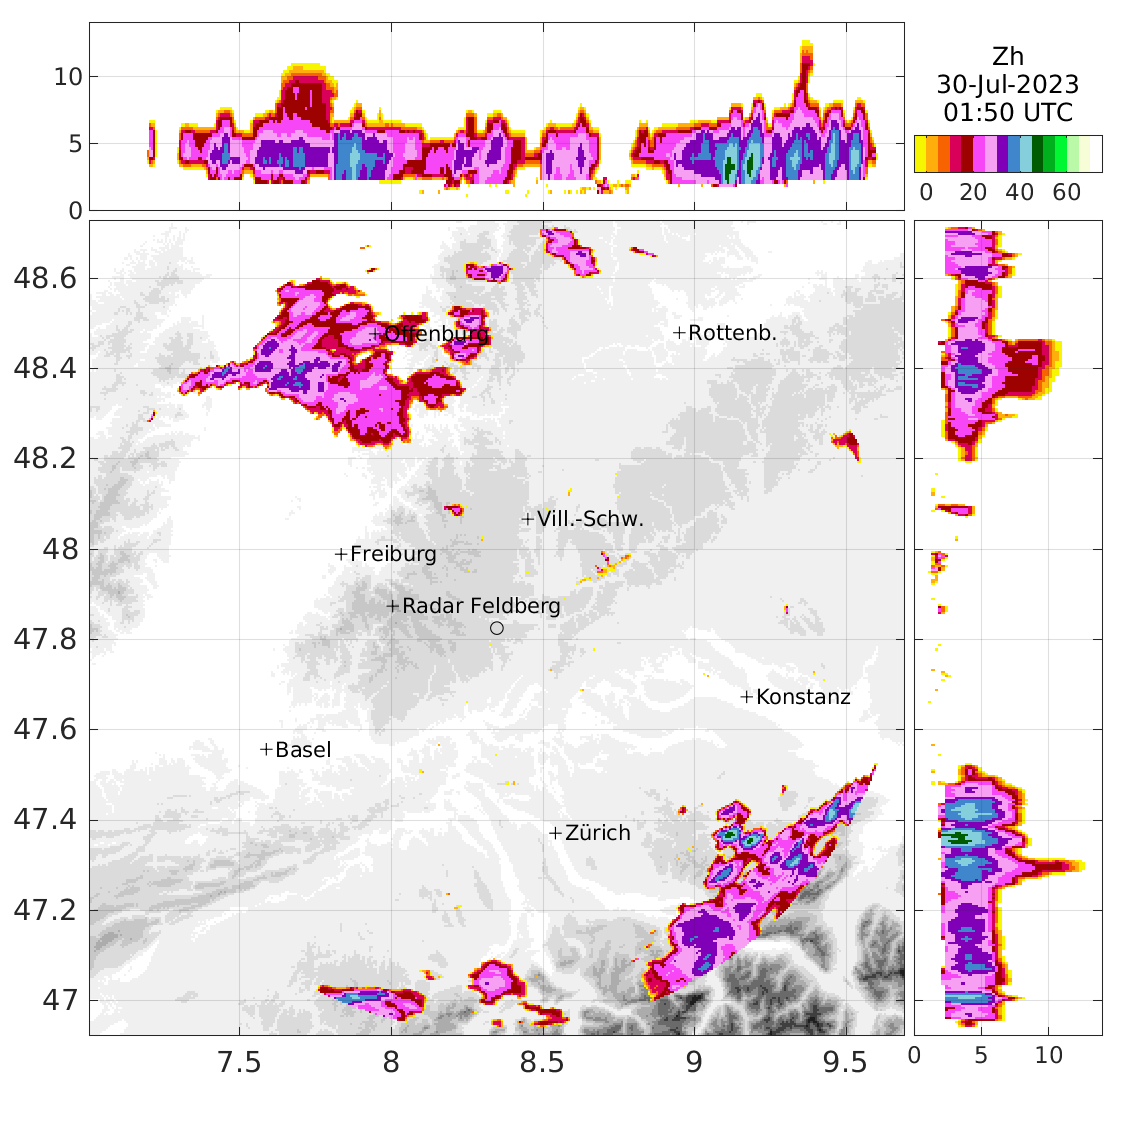 10
5
0
Zh
30-Jul-2023
01:50 UTC
0 20 40 60
48.6
48.4
48.2
48
47.8
47.6
47.4
47.2
47
+Offenburg
+Rottenb.
+Vill.-Schw.
+Freiburg
+Radar Feldberg
+Konstanz
+Basel
+Zürich
7.5 8 8.5 9 9.5
0 5 10